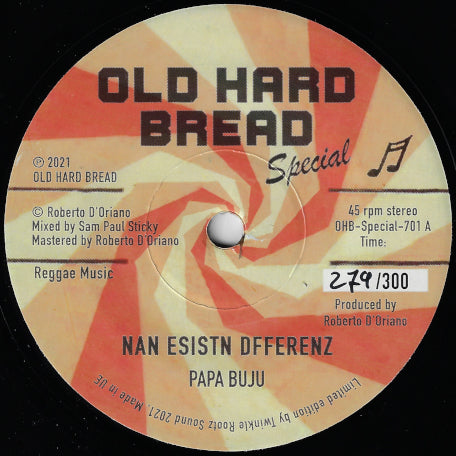 OLD HARD
BREAD
Special
℗ 2021
OLD HARD BREAD
© Roberto D'Oriano
Mixed by Sam Paul Sticky
Mastered by Roberto D'Oriano
Reggae Music
45 rpm stereo
OHB-Special-701 A
Time:
279/300
Produced by
Roberto D'Oriano
NAN ESISTN DFFERENZ
PAPA BUJU
Limited edition by Twinkle Rootz Sound 2021, Made in UE